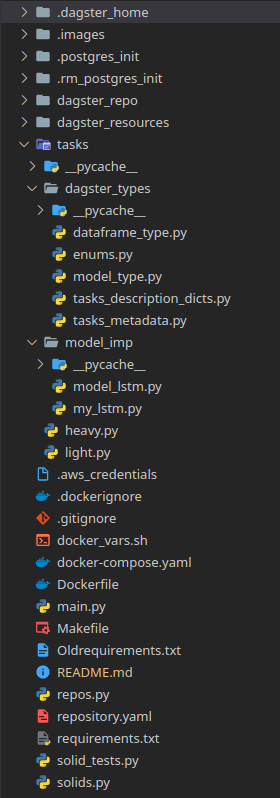 .dagster_home
.images
.postgres_init
.rm_postgres_init
dagster_repo
dagster_resources
tasks
__pycache__
dagster_types
__pycache__
dataframe_type.py
enums.py
model_type.py
tasks_description_dicts.py
tasks_metadata.py
model_imp
__pycache__
model_lstm.py
my_lstm.py
heavy.py
light.py
.aws_credentials
.dockerignore
.gitignore
docker_vars.sh
docker-compose.yaml
Dockerfile
main.py
Makefile
Oldrequirements.txt
README.md
repos.py
repository.yaml
requirements.txt
solid_tests.py
solids.py